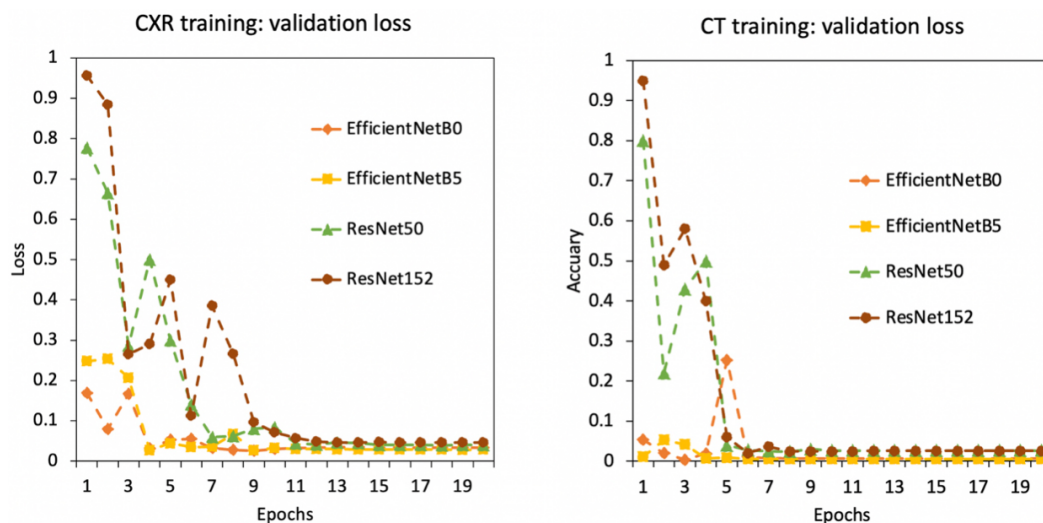 CXR training: validation loss
1
0.9
0.8
0.7
0.6
0.5
0.4
0.3
0.2
0.1
0
Loss
EfficientNetB0
EfficientNetB5
ResNet50
ResNet152
1 3 5 7 9 11 13 15 17 19
Epochs
CT training: validation loss
1
0.9
0.8
0.7
0.6
0.5
0.4
0.3
0.2
0.1
0
Accuary
EfficientNetB0
EfficientNetB5
ResNet50
ResNet152
1 3 5 7 9 11 13 15 17 19
Epochs